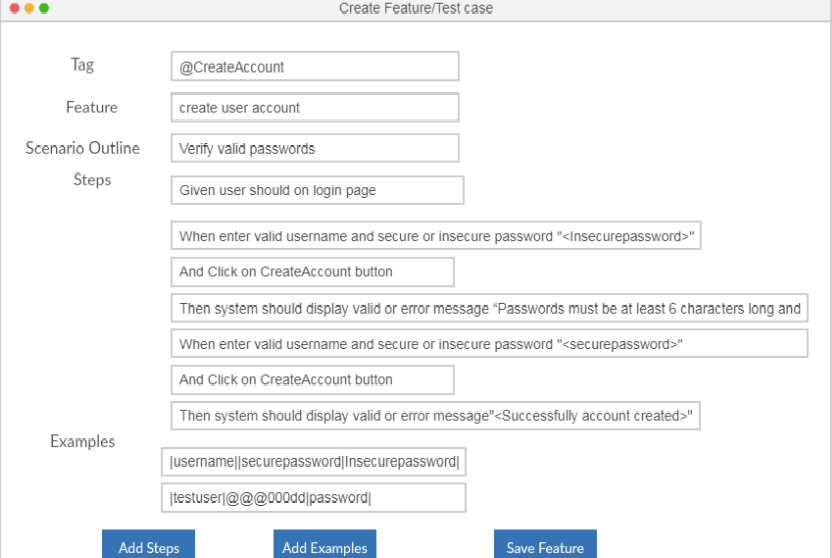 Create Feature/Test case
Tag
@CreateAccount
Feature
create user account
Scenario Outline
Verify valid passwords
Steps
Given user should on login page
When enter valid username and secure or insecure password "<Insecurepassword>"
And Click on CreateAccount button
Then system should display valid or error message “Passwords must be at least 6 characters long and
When enter valid username and secure or insecure password "<securepassword>"
And Click on CreateAccount button
Then system should display valid or error message"<Successfully account created>"
Examples
|username||securepassword|Insecurepassword|
|testuser|@@@000dd|password|
Add Steps
Add Examples
Save Feature